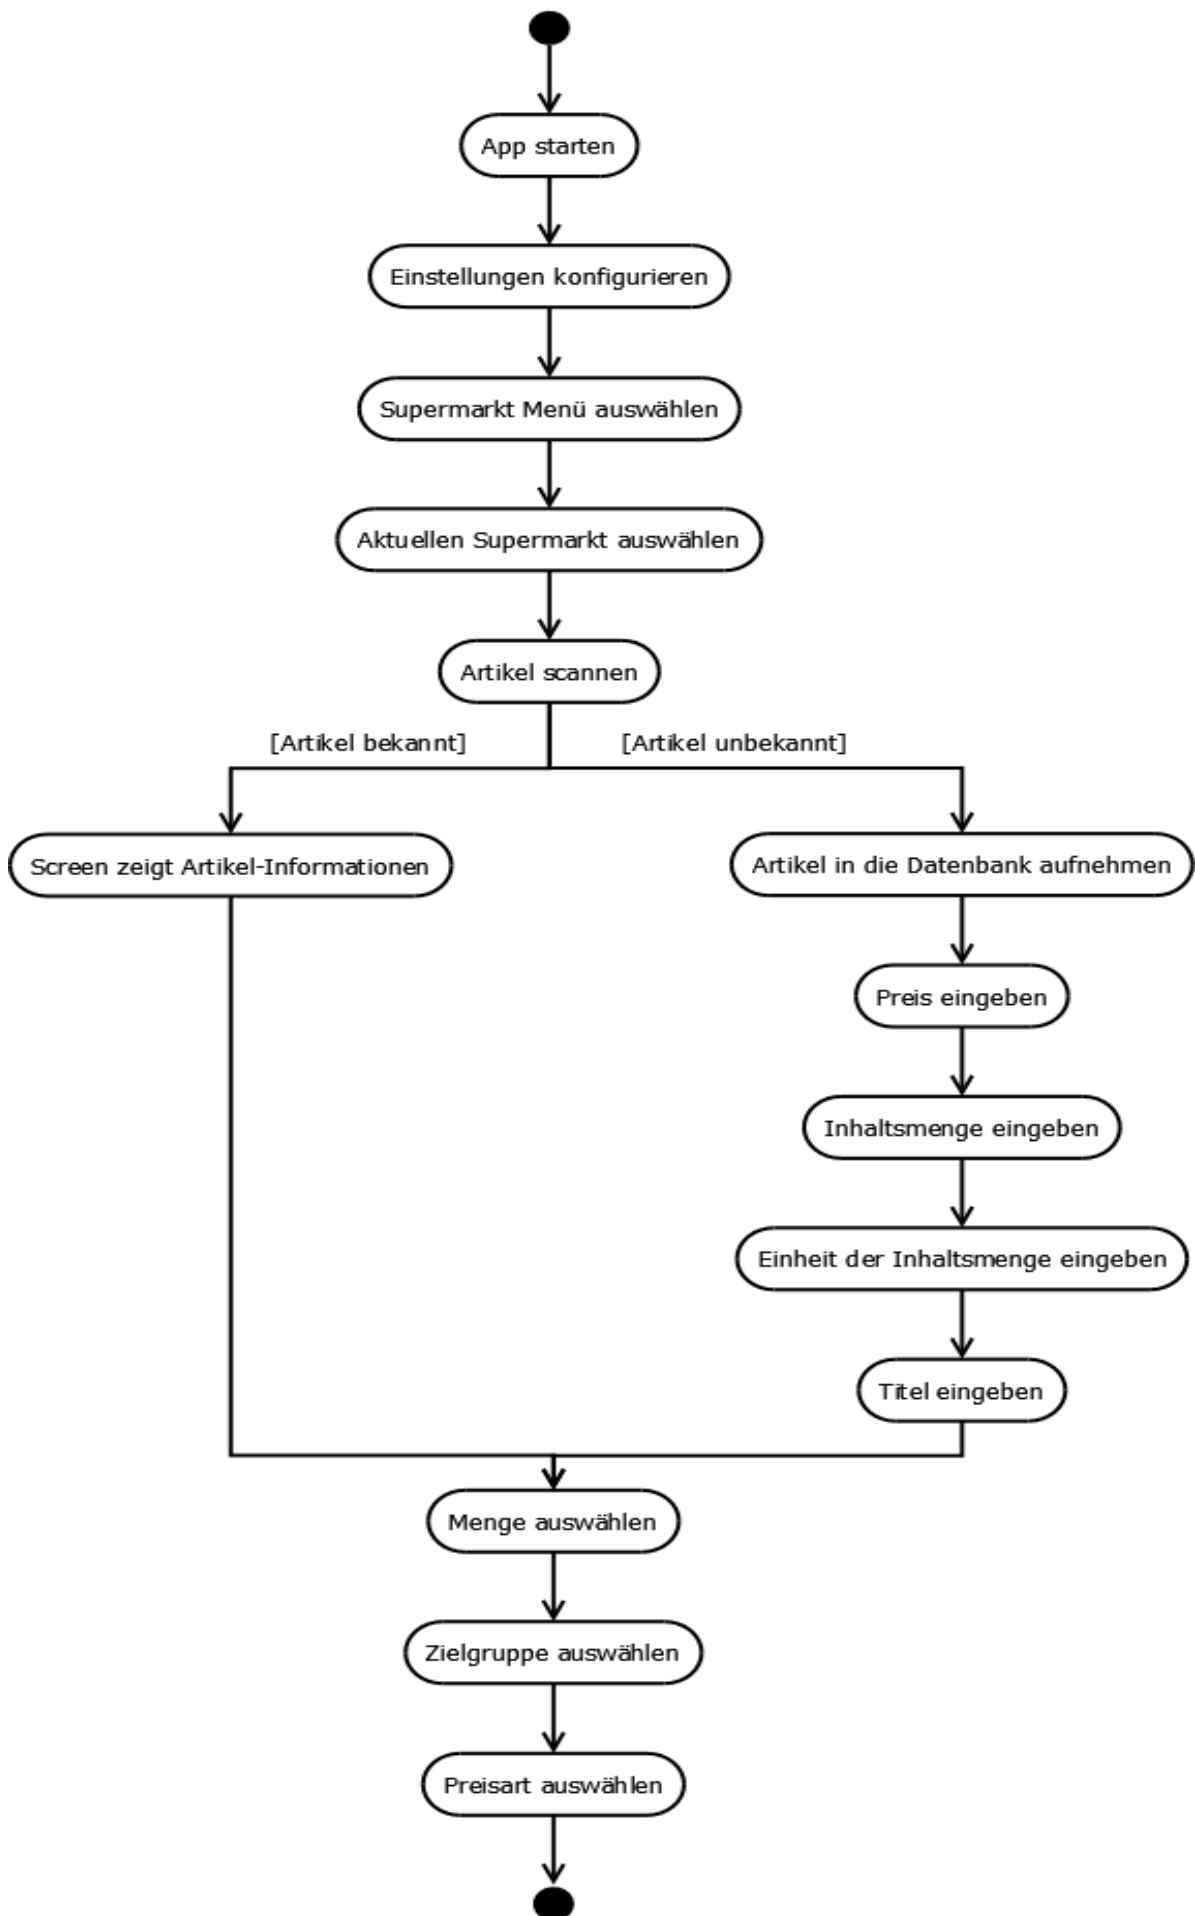 App starten
Einstellungen konfigurieren
Supermarkt Menü auswählen
Aktuellen Supermarkt auswählen
Artikel scannen
[Artikel bekannt]
[Artikel unbekannt]
Screen zeigt Artikel-Informationen
Artikel in die Datenbank aufnehmen
Preis eingeben
Inhaltsmenge eingeben
Einheit der Inhaltsmenge eingeben
Titel eingeben
Menge auswählen
Zielgruppe auswählen
Preisart auswählen